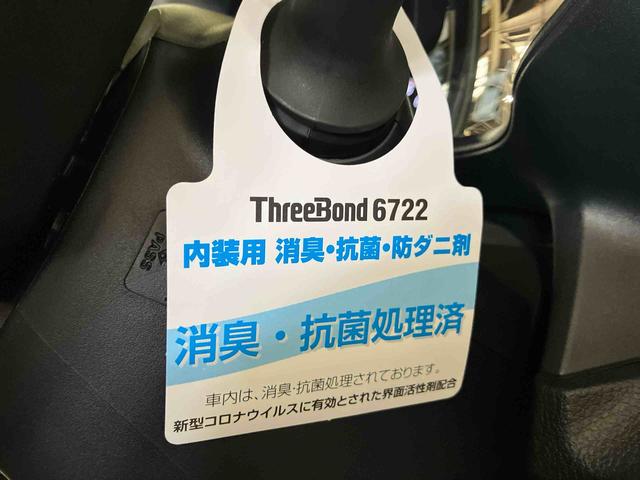 ThreeBond 6722
内装用 消臭・抗菌・防ダニ剤
消臭・抗菌処理済
車内は、消臭・抗菌処理されております。
新型コロナウイルスに有効とされた界面活性剤配合
PASS